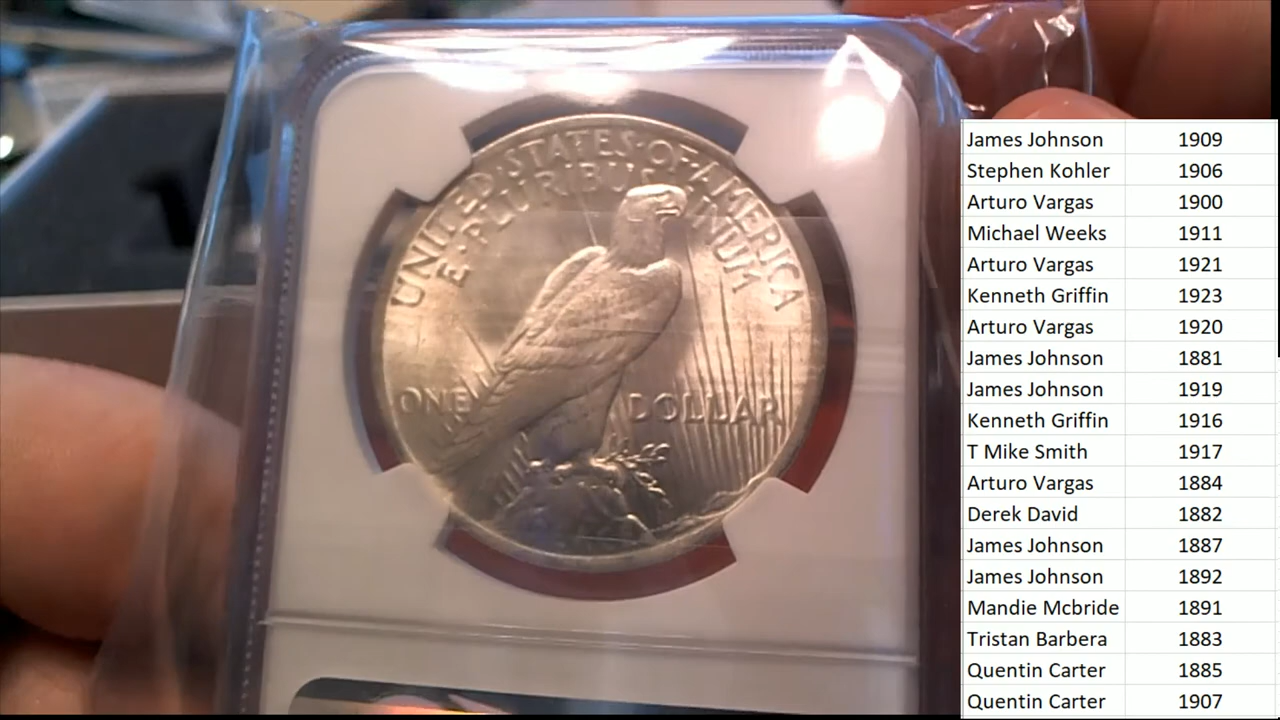 UNITED·STATES·OF·AMERICA
E·PLURIBUS UNUM
ONE DOLLAR
James Johnson 1909
Stephen Kohler 1906
Arturo Vargas 1900
Michael Weeks 1911
Arturo Vargas 1921
Kenneth Griffin 1923
Arturo Vargas 1920
James Johnson 1881
James Johnson 1919
Kenneth Griffin 1916
T Mike Smith 1917
Arturo Vargas 1884
Derek David 1882
James Johnson 1887
James Johnson 1892
Mandie Mcbride 1891
Tristan Barbera 1883
Quentin Carter 1885
Quentin Carter 1907